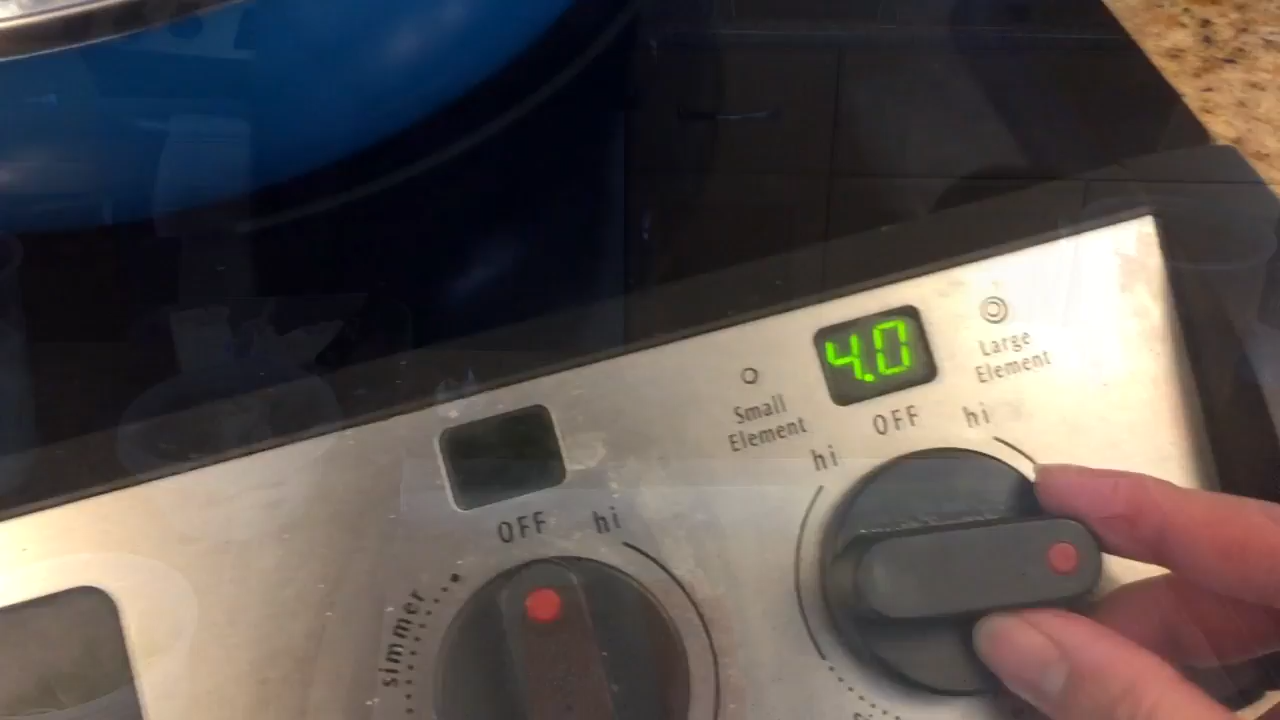 4.0
Large
Element
Small
Element
OFF
hi
hi
OFF
hi
simmer